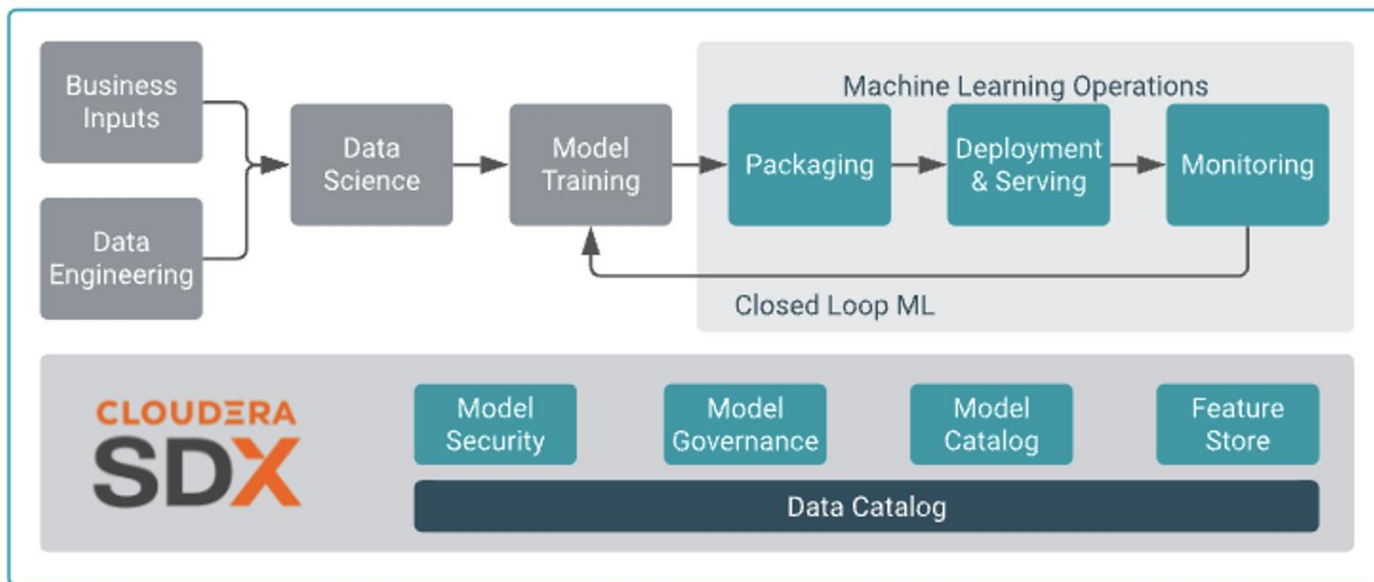 Business
Inputs
Data
Engineering
Data
Science
Model
Training
Machine Learning Operations
Packaging
Deployment
& Serving
Monitoring
Closed Loop ML
CLOUDERA
SDX
Model
Security
Model
Governance
Model
Catalog
Feature
Store
Data Catalog